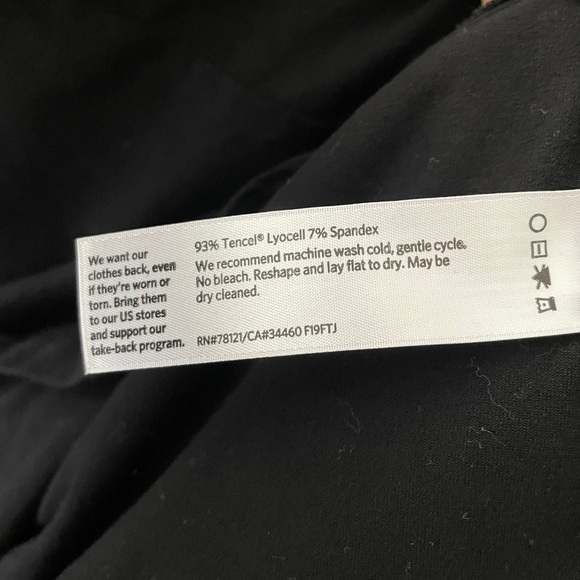 We want our
clothes back, even
if they're worn or
torn. Bring them
to our US stores
and support our
take-back program.
93% Tencel® Lyocell 7% Spandex
We recommend machine wash cold, gentle cycle.
No bleach. Reshape and lay flat to dry. May be
dry cleaned.
RN#78121/CA#34460 F19FTJ